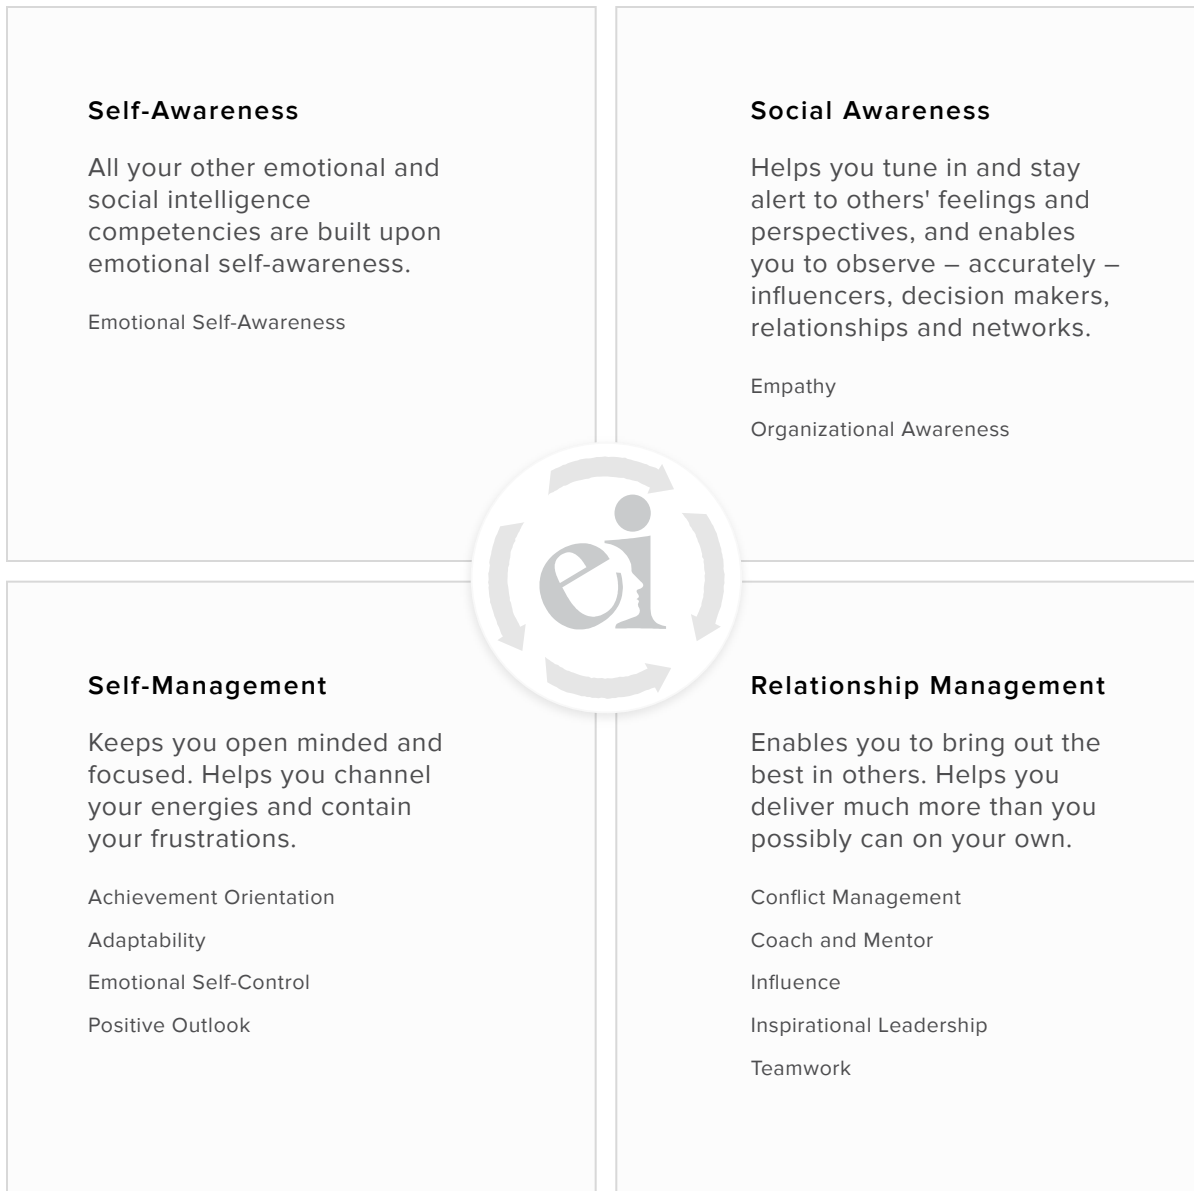 Self-Awareness
All your other emotional and
social intelligence
competencies are built upon
emotional self-awareness.
Emotional Self-Awareness
Social Awareness
Helps you tune in and stay
alert to others' feelings and
perspectives, and enables
you to observe – accurately –
influencers, decision makers,
relationships and networks.
Empathy
Organizational Awareness
ei
Self-Management
Keeps you open minded and
focused. Helps you channel
your energies and contain
your frustrations.
Achievement Orientation
Adaptability
Emotional Self-Control
Positive Outlook
Relationship Management
Enables you to bring out the
best in others. Helps you
deliver much more than you
possibly can on your own.
Conflict Management
Coach and Mentor
Influence
Inspirational Leadership
Teamwork